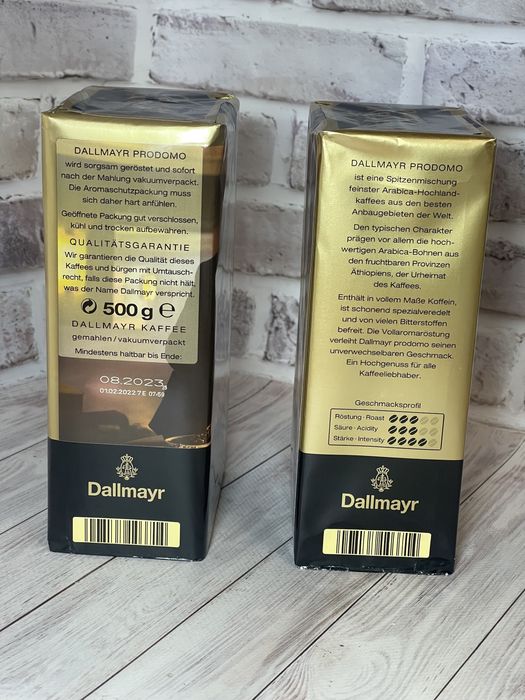 DALLMAYR PRODOMO
wird sorgsam geröstet und sofort
nach der Mahlung vakuumverpackt.
Die Aromaschutzpackung muss
sich daher hart anfühlen.
Geöffnete Packung gut verschlossen,
kühl und trocken aufbewahren.
QUALITÄTSGARANTIE
Wir garantieren die Qualität dieses
Kaffees und bürgen mit Umtausch-
recht, falls diese Packung nicht hält,
was der Name Dallmayr verspricht.
500 g ℮
DALLMAYR KAFFEE
gemahlen / vakuumverpackt
Mindestens haltbar bis Ende:
08.2023
01.02.2022 7E 07:59
Dallmayr
DALLMAYR PRODOMO
ist eine Spitzenmischung
feinster Arabica-Hochland-
kaffees aus den besten
Anbaugebieten der Welt.
Den typischen Charakter
prägen vor allem die hoch-
wertigen Arabica-Bohnen aus
den fruchtbaren Provinzen
Äthiopiens, der Urheimat
des Kaffees.
Enthält in vollem Maße Koffein,
ist schonend spezialveredelt
und von vielen Bitterstoffen
befreit. Die Vollaromaröstung
verleiht Dallmayr prodomo seinen
unverwechselbaren Geschmack.
Ein Hochgenuss für alle
Kaffeeliebhaber.
Geschmacksprofil
Röstung · Roast
Säure · Acidity
Stärke · Intensity
Dallmayr